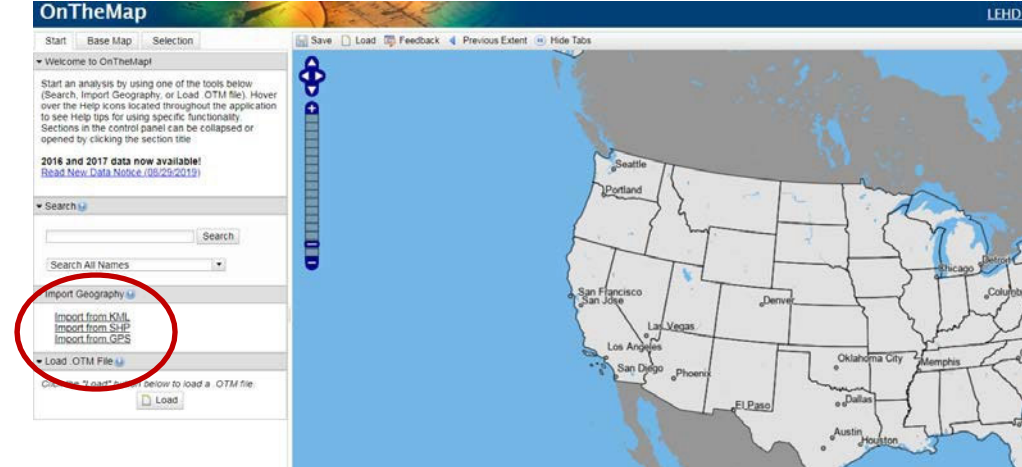 OnTheMap
LEHD
Start Base Map Selection
Save Load Feedback Previous Extent Hide Tabs
Welcome to OnTheMap!
Start an analysis by using one of the tools below
(Search, Import Geography, or Load .OTM file). Hover
over the Help icons located throughout the application
to see Help tips for using specific functionality.
Sections in the control panel can be collapsed or
opened by clicking the section title
2016 and 2017 data now available!
Read New Data Notice (08/29/2019)
Search
Search
Search All Names
Import Geography
Import from KML
Import from SHP
Import from GPS
Load .OTM File
Click the "Load" button below to load a .OTM file.
Load
Seattle
Portland
Detroit
Chicago
San Francisco
San Jose
Denver
Columb
Las Vegas
Los Angeles
Oklahoma City
Memphis
San Diego
Phoenix
Dallas
El Paso
Austin
Houston